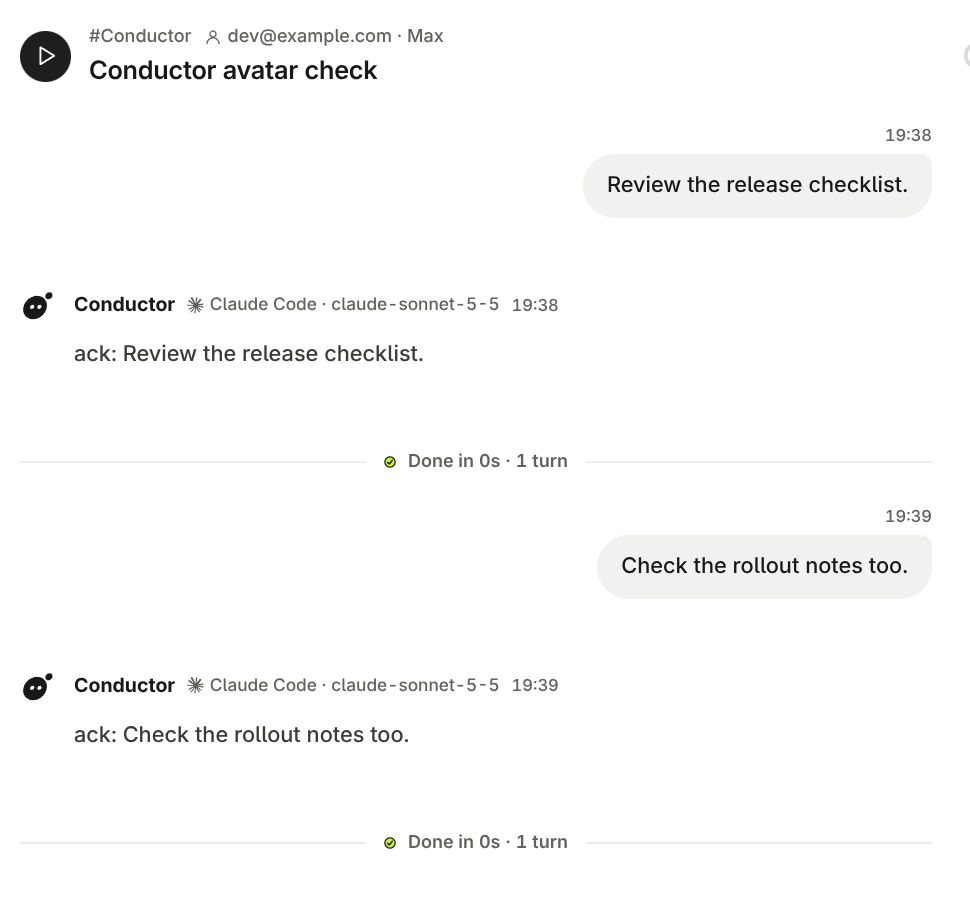 #Conductor dev@example.com · Max
Conductor avatar check
19:38
Review the release checklist.
Conductor Claude Code · claude-sonnet-5-5 19:38
ack: Review the release checklist.
Done in 0s · 1 turn
19:39
Check the rollout notes too.
Conductor Claude Code · claude-sonnet-5-5 19:39
ack: Check the rollout notes too.
Done in 0s · 1 turn